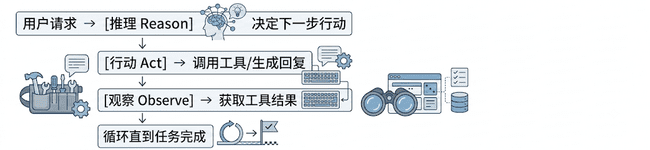 用户请求 → [推理 Reason] 决定下一步行动
[行动 Act] → 调用工具/生成回复
[观察 Observe] → 获取工具结果
循环直到任务完成